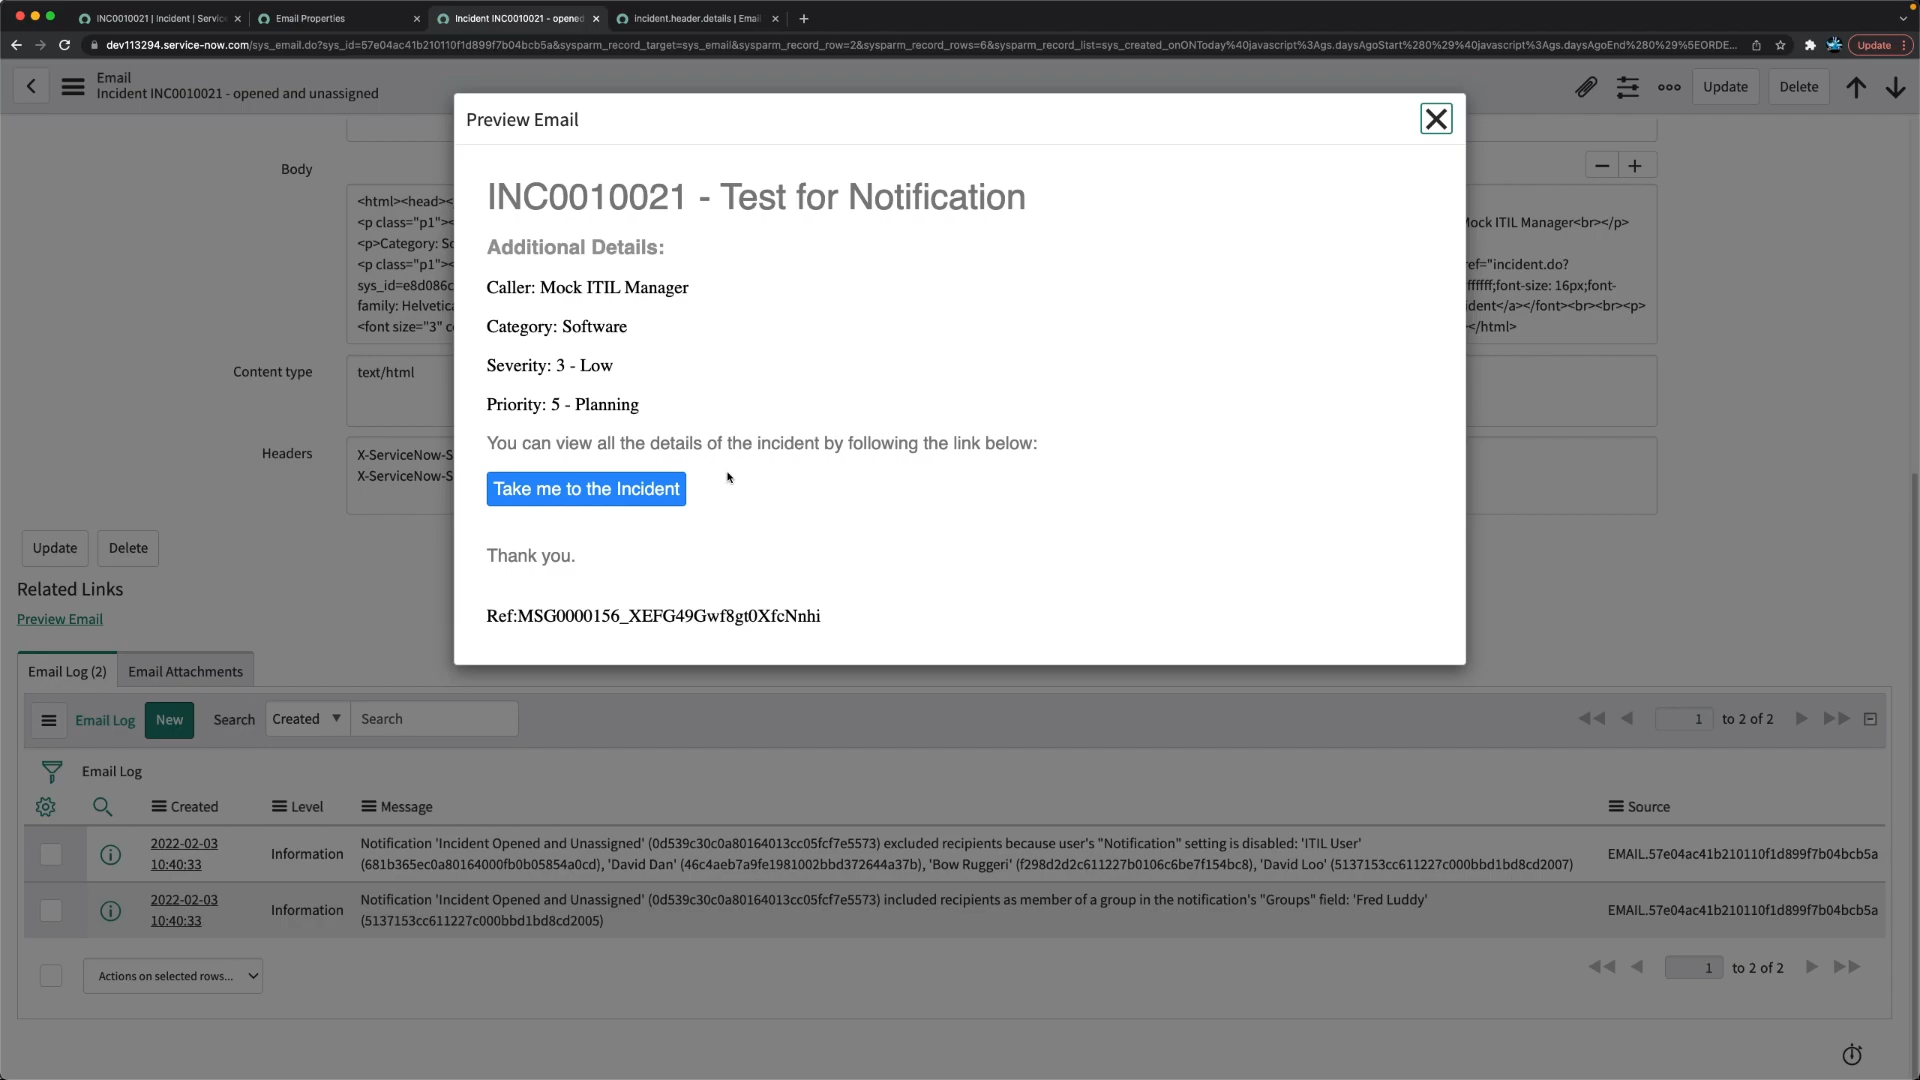 INC0010021 | Incident | Service
Email Properties
Incident INC0010021 - opened
incident.header.details | Email
dev113294.service-now.com/sys_email.do?sys_id=57e04ac41b210110f1d899f7b04bcb5a&sysparm_record_target=sys_email&sysparm_record_row=2&sysparm_record_rows=6&sysparm_record_list=sys_created_onONToday%40javascript%3Ags.daysAgoStart%280%29%40javascript%3Ags.daysAgoEnd%280%29%5EORDE...
Update
Email
Incident INC0010021 - opened and unassigned
Update
Delete
Preview Email
INC0010021 - Test for Notification
Additional Details:
Caller: Mock ITIL Manager
Category: Software
Severity: 3 - Low
Priority: 5 - Planning
You can view all the details of the incident by following the link below:
Take me to the Incident
Thank you.
Ref:MSG0000156_XEFG49Gwf8gt0XfcNnhi
Body
<html><head><
<p class="p1"><
Mock ITIL Manager<br></p>
<p>Category: So
<p class="p1"><
ref="incident.do?
sys_id=e8d086c
ffffff;font-size: 16px;font-
family: Helvetica
ident</a></font><br><br><p>
<font size="3" c
</html>
Content type
text/html
Headers
X-ServiceNow-S
X-ServiceNow-S
Update
Delete
Related Links
Preview Email
Email Log (2)
Email Attachments
Email Log
New
Search
Created
Search
1
to 2 of 2
Email Log
Created
Level
Message
Source
2022-02-03
10:40:33
Information
Notification 'Incident Opened and Unassigned' (0d539c30c0a80164013cc05fcf7e5573) excluded recipients because user's "Notification" setting is disabled: 'ITIL User'
(681b365ec0a80164000fb0b05854a0cd), 'David Dan' (46c4aeb7a9fe1981002bbd372644a37b), 'Bow Ruggeri' (f298d2d2c611227b0106c6be7f154bc8), 'David Loo' (5137153cc611227c000bbd1bd8cd2007)
EMAIL.57e04ac41b210110f1d899f7b04bcb5a
2022-02-03
10:40:33
Information
Notification 'Incident Opened and Unassigned' (0d539c30c0a80164013cc05fcf7e5573) included recipients as member of a group in the notification's "Groups" field: 'Fred Luddy'
(5137153cc611227c000bbd1bd8cd2005)
EMAIL.57e04ac41b210110f1d899f7b04bcb5a
Actions on selected rows...
1
to 2 of 2